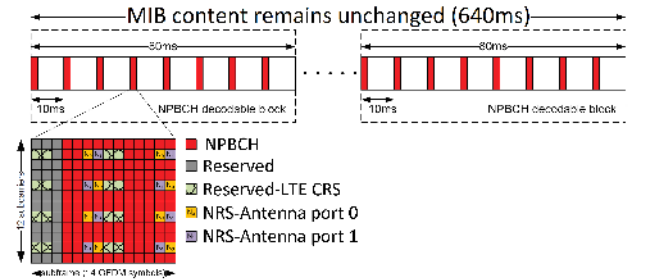 MIB content remains unchanged (640ms)
80ms
80ms
10ms
NPBCH decodable block
10ms
NPBCH decodable block
12 subcarriers
NPBCH
Reserved
Reserved-LTE CRS
NRS-Antenna port 0
NRS-Antenna port 1
subframe (14 OFDM symbols)